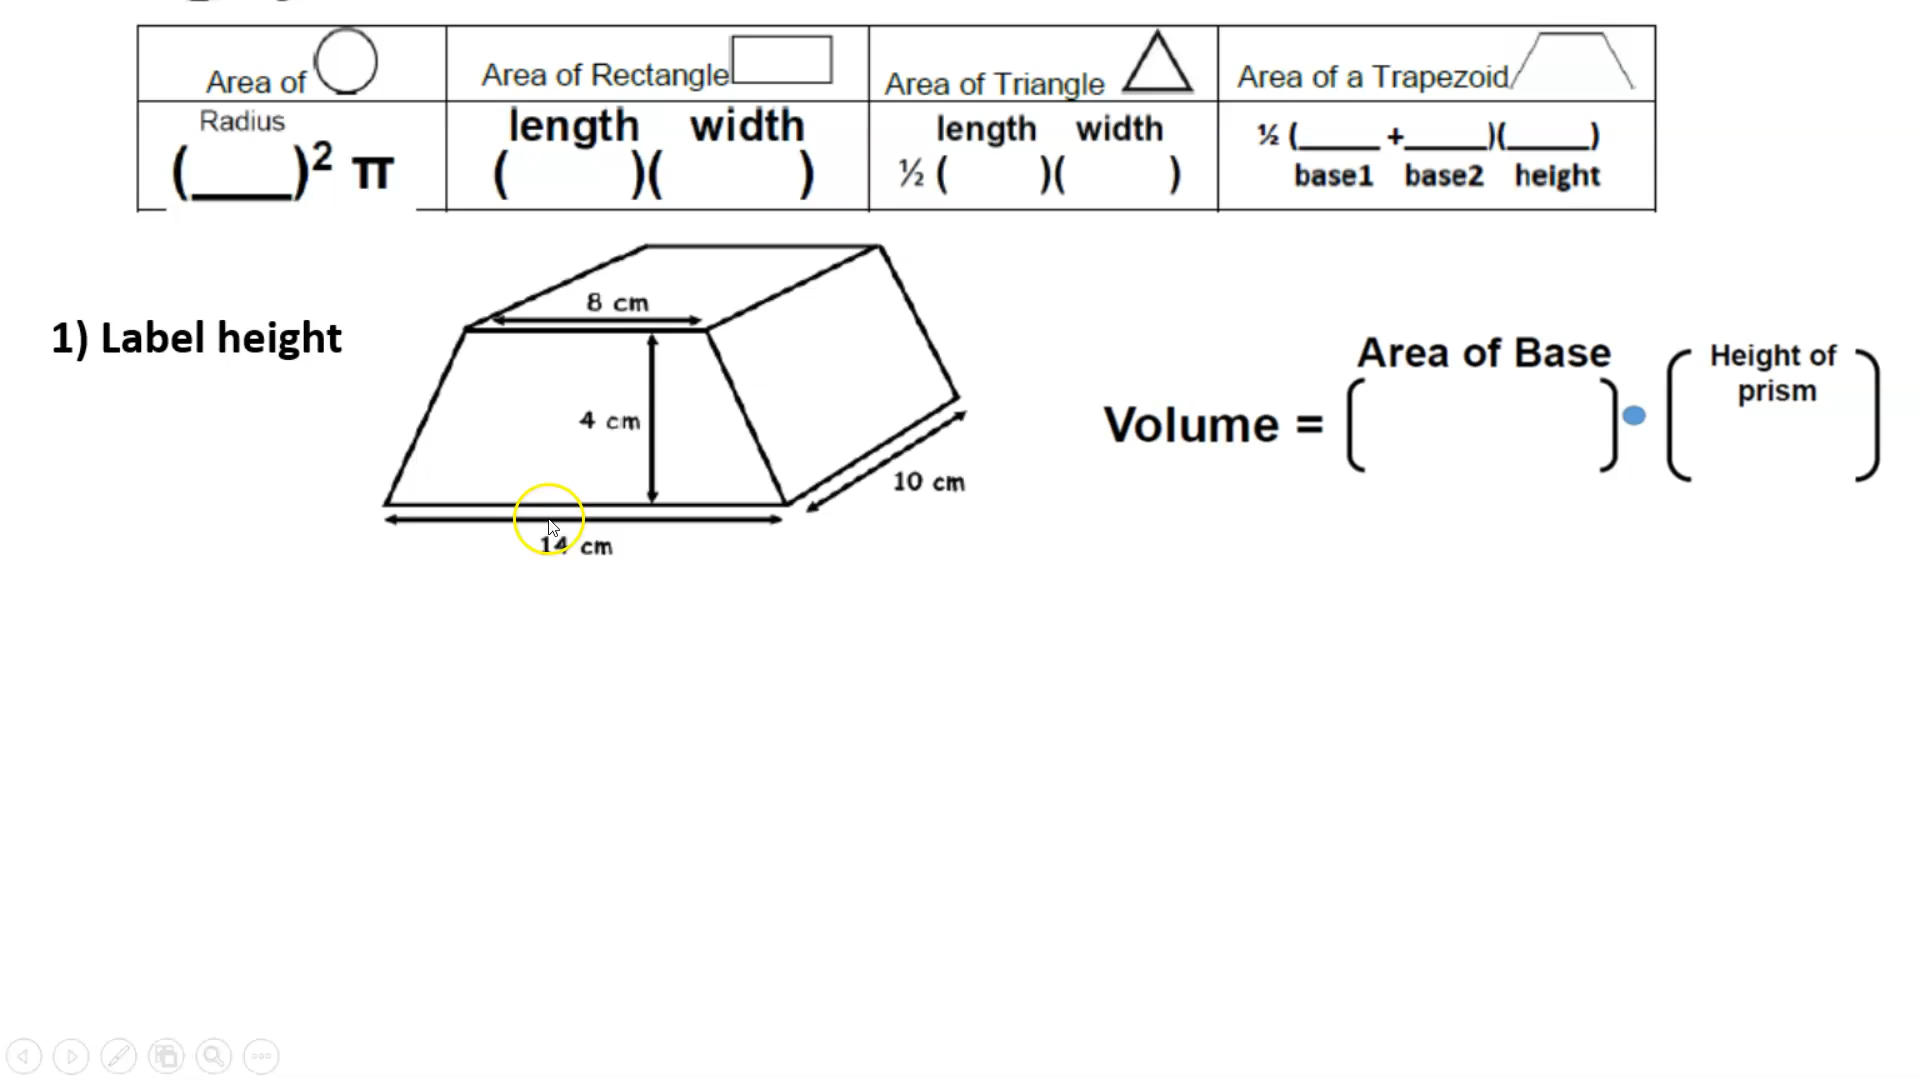 Area of
Area of Rectangle
Area of Triangle
Area of a Trapezoid
Radius
(____)² π
length width
( )( )
length width
½ ( )( )
½ (_____+_____)(_____)
base1 base2 height
1) Label height
8 cm
4 cm
10 cm
14 cm
Area of Base
Height of
prism
Volume = ( ) • ( )